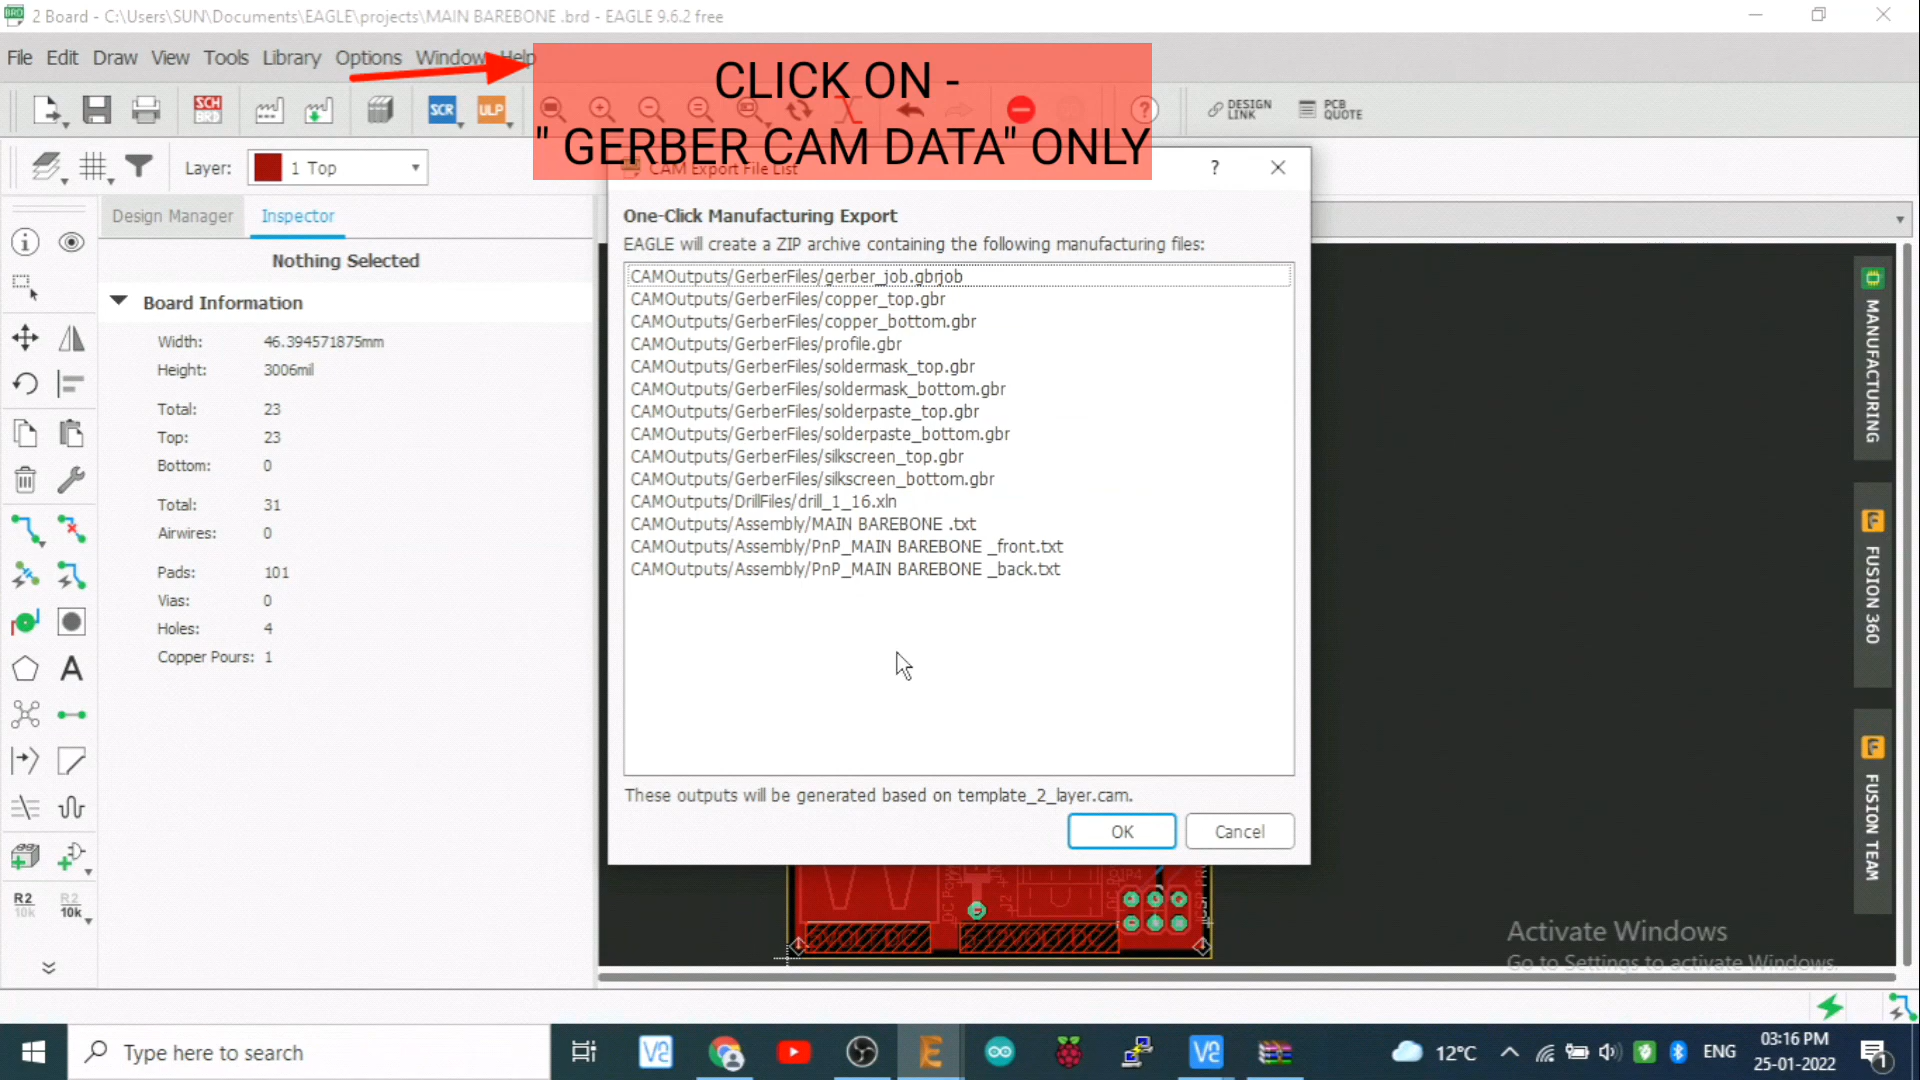 2 Board - C:\Users\SUN\Documents\EAGLE\projects\MAIN BAREBONE .brd - EAGLE 9.6.2 free
File Edit Draw View Tools Library Options Window Help
CLICK ON -
" GERBER CAM DATA" ONLY
SCH
BRD
SCR
ULP
DESIGN
LINK
PCB
QUOTE
Layer: 1 Top
CAM Export File List
?
Design Manager Inspector
Nothing Selected
Board Information
Width: 46.394571875mm
Height: 3006mil
Total: 23
Top: 23
Bottom: 0
Total: 31
Airwires: 0
Pads: 101
Vias: 0
Holes: 4
Copper Pours: 1
One-Click Manufacturing Export
EAGLE will create a ZIP archive containing the following manufacturing files:
CAMOutputs/GerberFiles/gerber_job.gbrjob
CAMOutputs/GerberFiles/copper_top.gbr
CAMOutputs/GerberFiles/copper_bottom.gbr
CAMOutputs/GerberFiles/profile.gbr
CAMOutputs/GerberFiles/soldermask_top.gbr
CAMOutputs/GerberFiles/soldermask_bottom.gbr
CAMOutputs/GerberFiles/solderpaste_top.gbr
CAMOutputs/GerberFiles/solderpaste_bottom.gbr
CAMOutputs/GerberFiles/silkscreen_top.gbr
CAMOutputs/GerberFiles/silkscreen_bottom.gbr
CAMOutputs/DrillFiles/drill_1_16.xln
CAMOutputs/Assembly/MAIN BAREBONE .txt
CAMOutputs/Assembly/PnP_MAIN BAREBONE _front.txt
CAMOutputs/Assembly/PnP_MAIN BAREBONE _back.txt
These outputs will be generated based on template_2_layer.cam.
OK Cancel
MANUFACTURING
FUSION 360
FUSION TEAM
R2
10k
R2
10k
Activate Windows
Go to Settings to activate Windows.
Type here to search
12°C
ENG
03:16 PM
25-01-2022
1